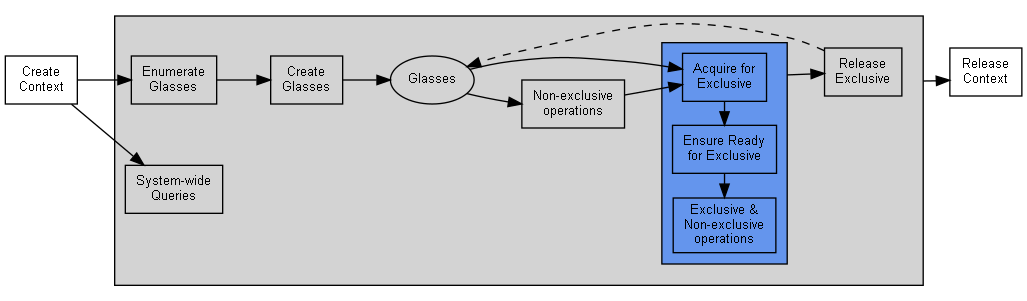 Create
Context
Enumerate
Glasses
System-wide
Queries
Create
Glasses
Glasses
Non-exclusive
operations
Acquire for
Exclusive
Ensure Ready
for Exclusive
Exclusive &
Non-exclusive
operations
Release
Exclusive
Release
Context